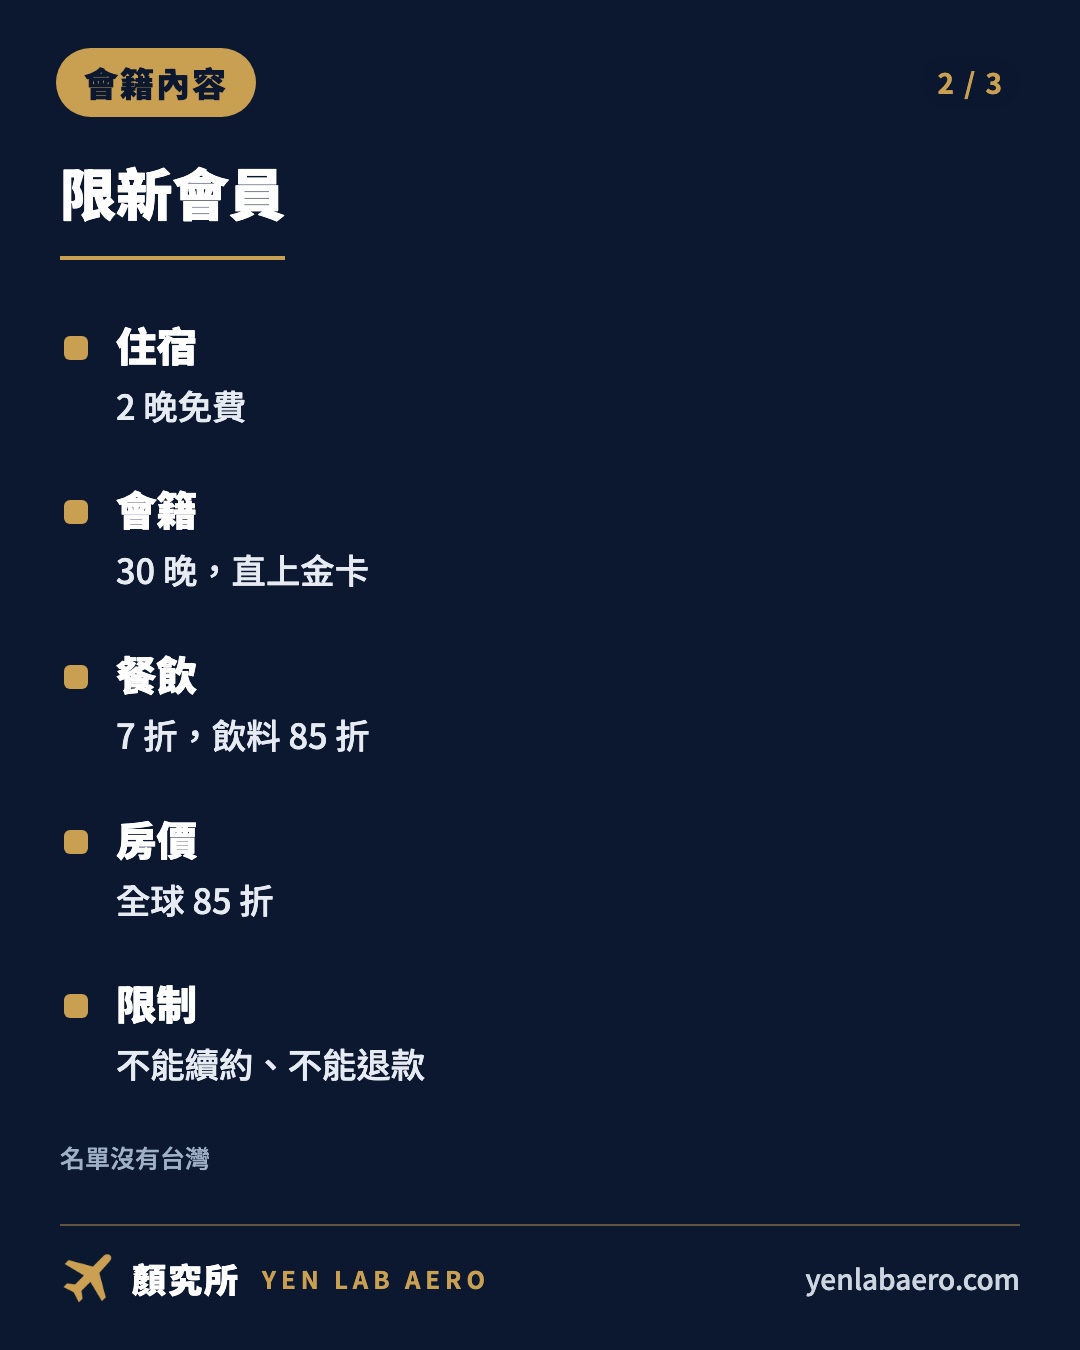 會籍內容
2 / 3
限新會員
住宿
2 晚免費
會籍
30 晚，直上金卡
餐飲
7 折，飲料 85 折
房價
全球 85 折
限制
不能續約、不能退款
名單沒有台灣
顏究所 YEN LAB AERO
yenlabaero.com